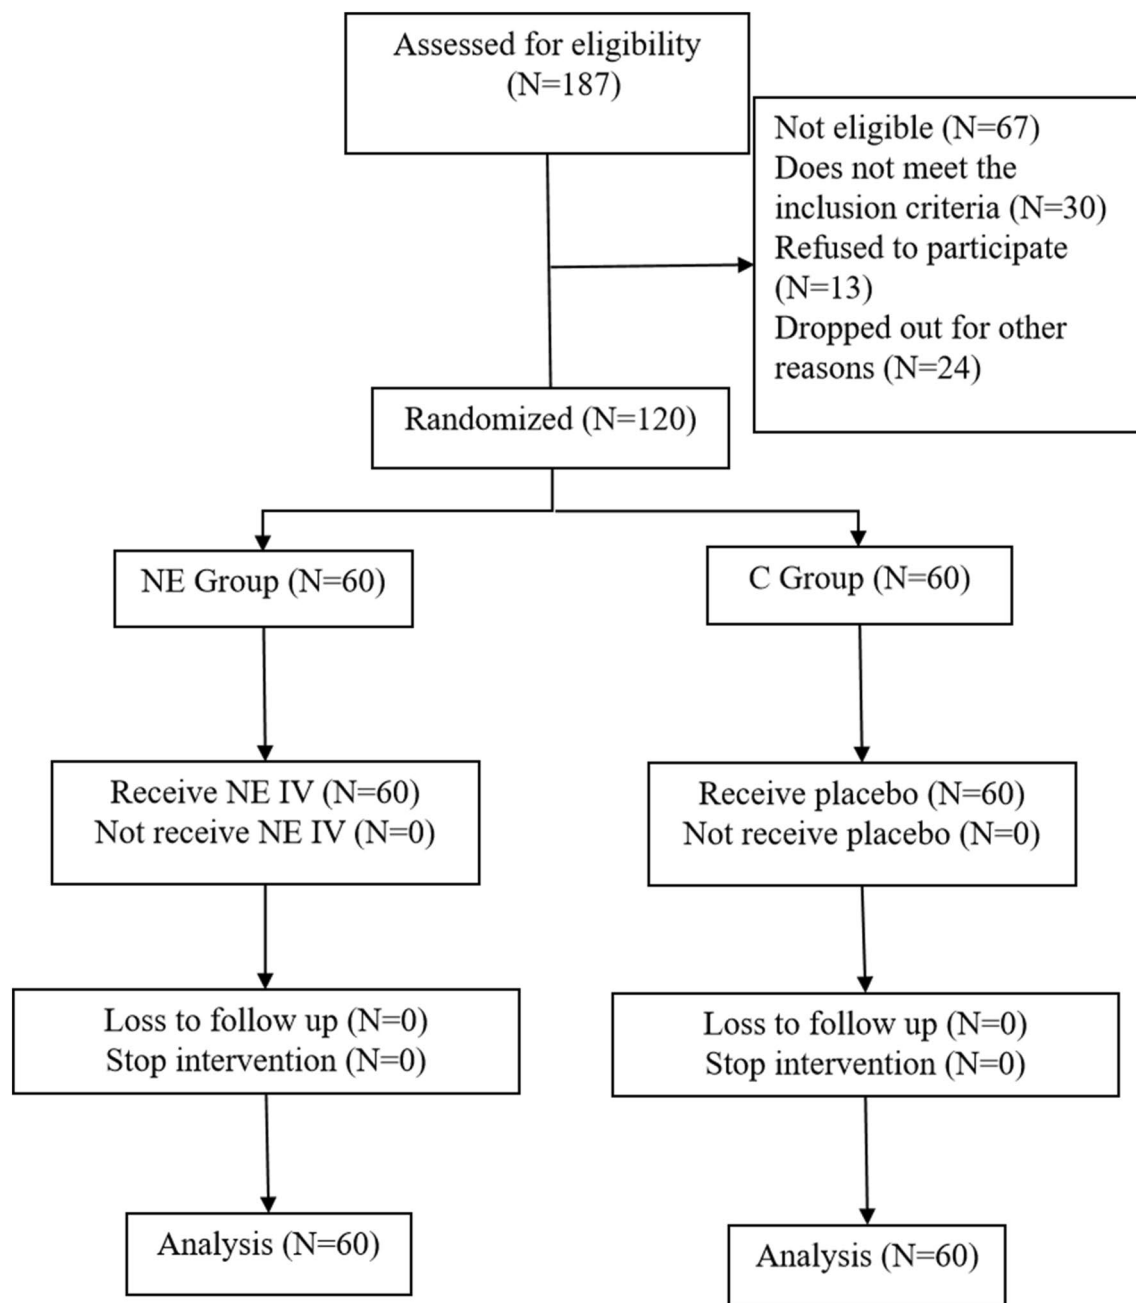 Assessed for eligibility
(N=187)
Not eligible (N=67)
Does not meet the
inclusion criteria (N=30)
Refused to participate
(N=13)
Dropped out for other
reasons (N=24)
Randomized (N=120)
NE Group (N=60)
C Group (N=60)
Receive NE IV (N=60)
Not receive NE IV (N=0)
Receive placebo (N=60)
Not receive placebo (N=0)
Loss to follow up (N=0)
Stop intervention (N=0)
Loss to follow up (N=0)
Stop intervention (N=0)
Analysis (N=60)
Analysis (N=60)